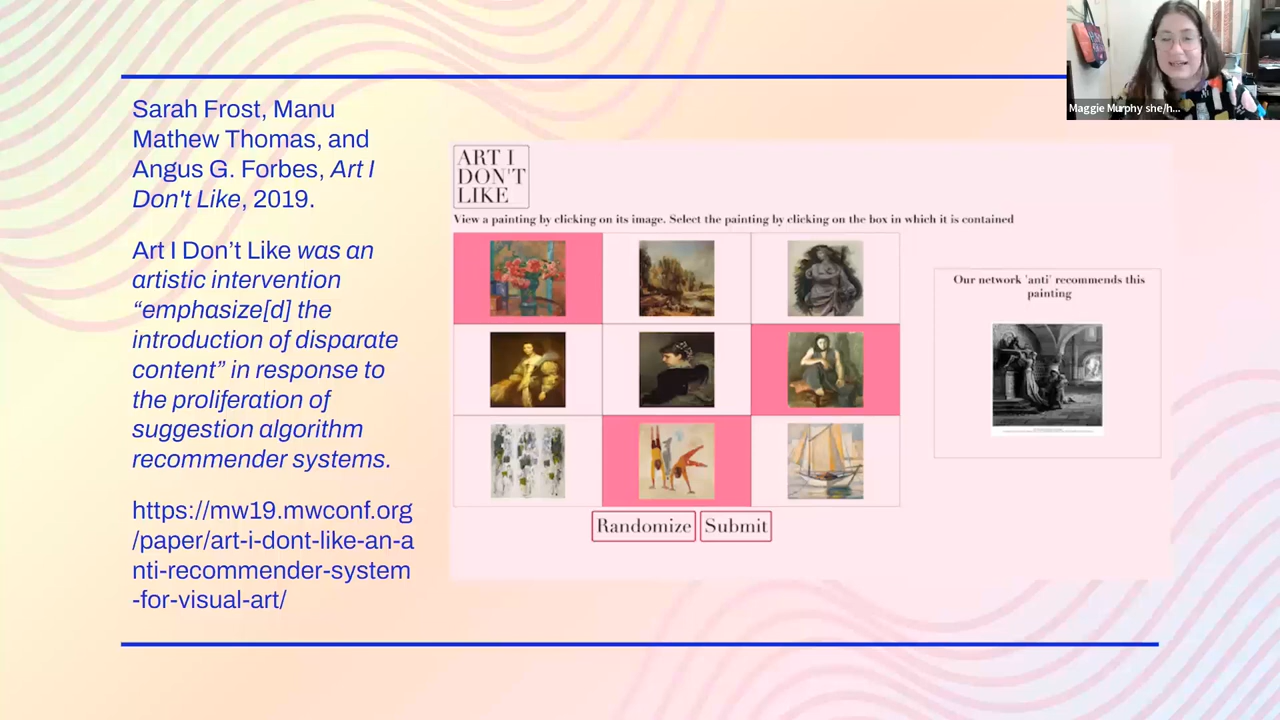 Sarah Frost, Manu
Mathew Thomas, and
Angus G. Forbes, Art I
Don't Like, 2019.
Art I Don't Like was an
artistic intervention
“emphasize[d] the
introduction of disparate
content” in response to
the proliferation of
suggestion algorithm
recommender systems.
https://mw19.mwconf.org
/paper/art-i-dont-like-an-a
nti-recommender-system
-for-visual-art/
ART I
DON'T
LIKE
View a painting by clicking on its image. Select the painting by clicking on the box in which it is contained
Our network 'anti' recommends this
painting
Randomize
Submit
Maggie Murphy she/h...